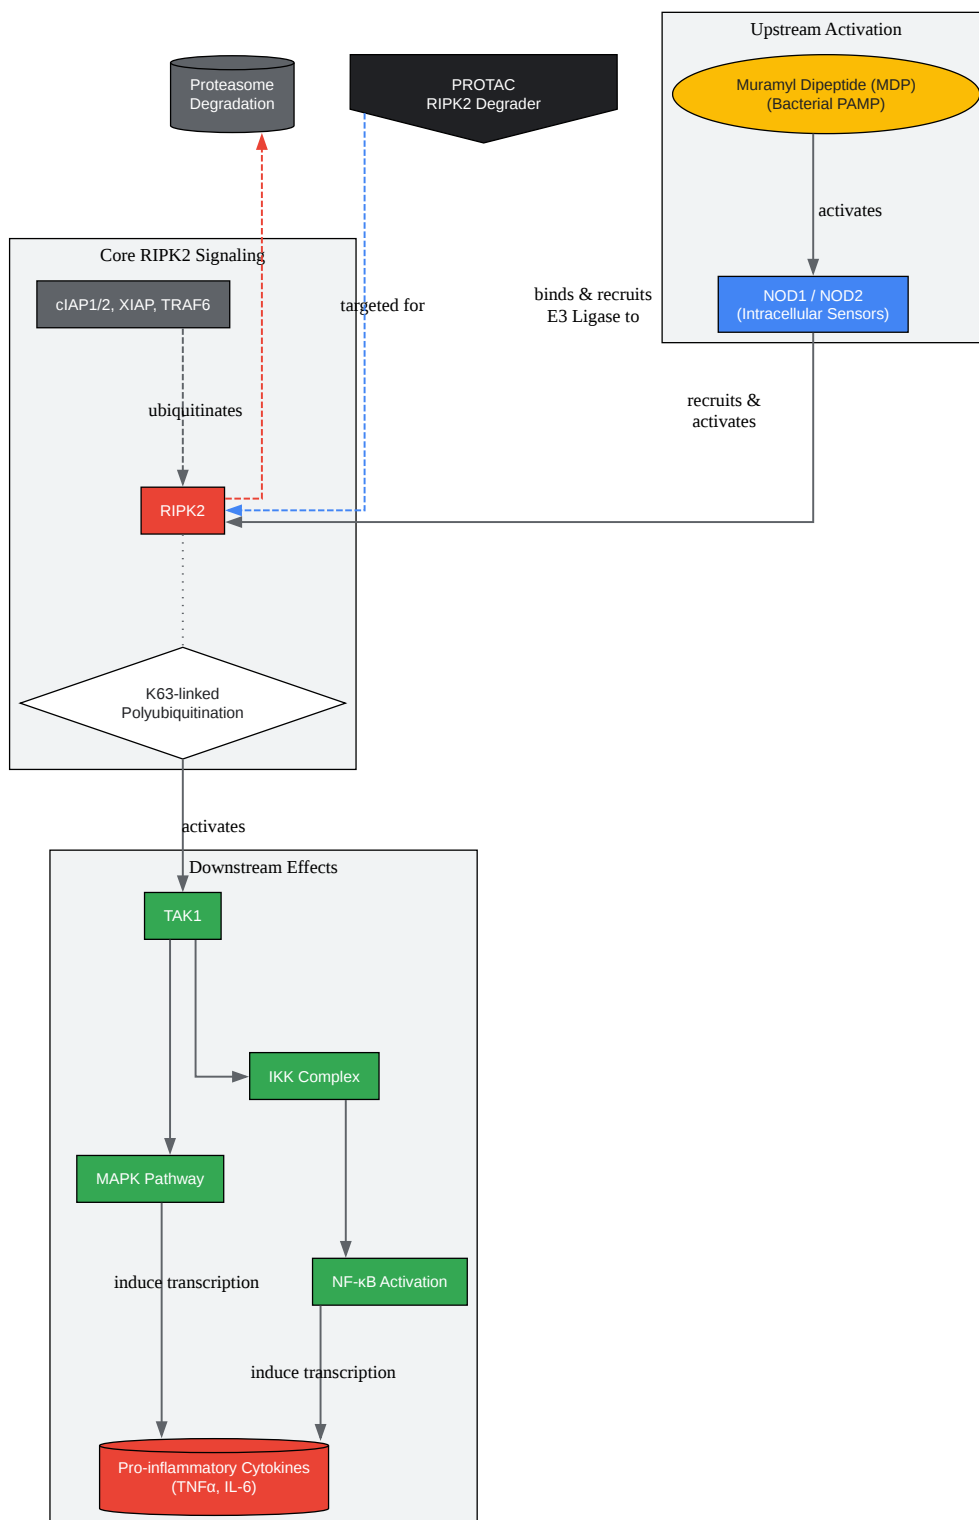 Upstream Activation
Proteasome
Degradation
PROTAC
RIPK2 Degrader
Muramyl Dipeptide (MDP)
(Bacterial PAMP)
activates
Core RIPK2 Signaling
cIAP1/2, XIAP, TRAF6
targeted for
binds & recruits
E3 Ligase to
NOD1 / NOD2
(Intracellular Sensors)
ubiquitinates
recruits &
activates
RIPK2
K63-linked
Polyubiquitination
activates
Downstream Effects
TAK1
IKK Complex
MAPK Pathway
induce transcription
NF-κB Activation
induce transcription
Pro-inflammatory Cytokines
(TNFα, IL-6)